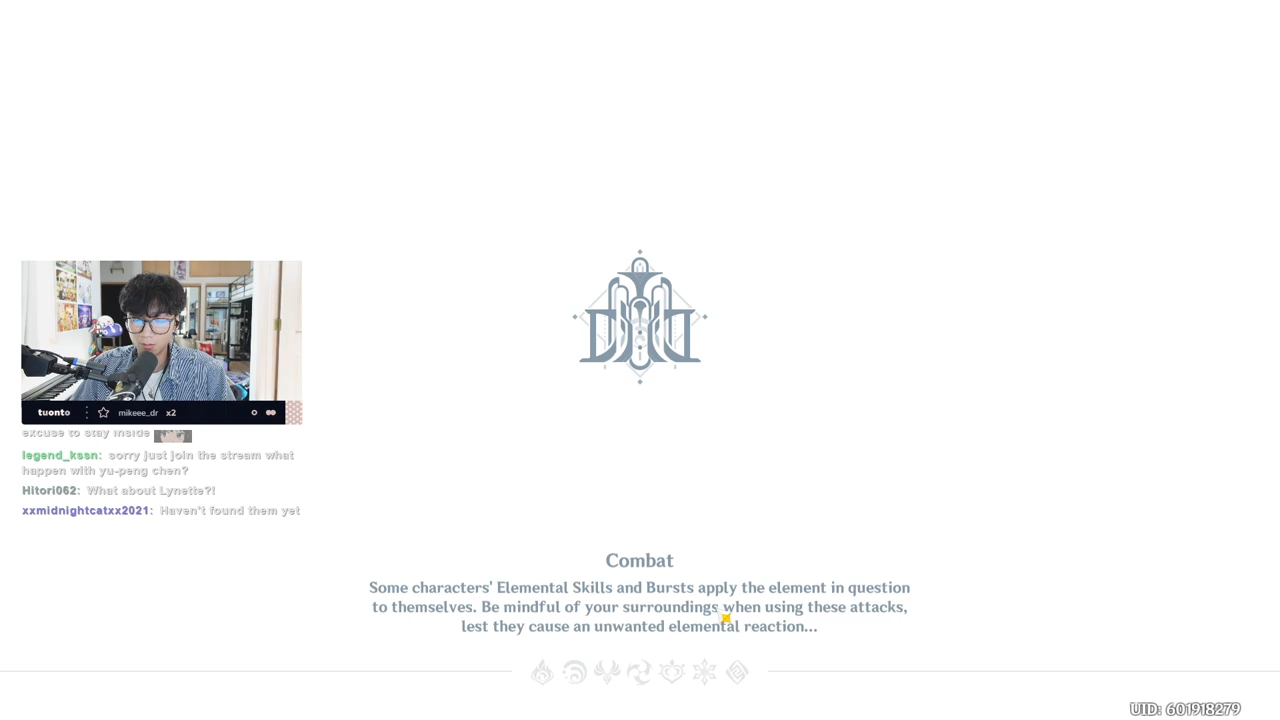 tuonto
mikeee_dr x2
excuse to stay inside
legend_kssn: sorry just join the stream what
happen with yu-peng chen?
Hitori062: What about Lynette?!
xxmidnightcatxx2021: Haven't found them yet
Combat
Some characters' Elemental Skills and Bursts apply the element in question
to themselves. Be mindful of your surroundings when using these attacks,
lest they cause an unwanted elemental reaction...
UID: 601918279